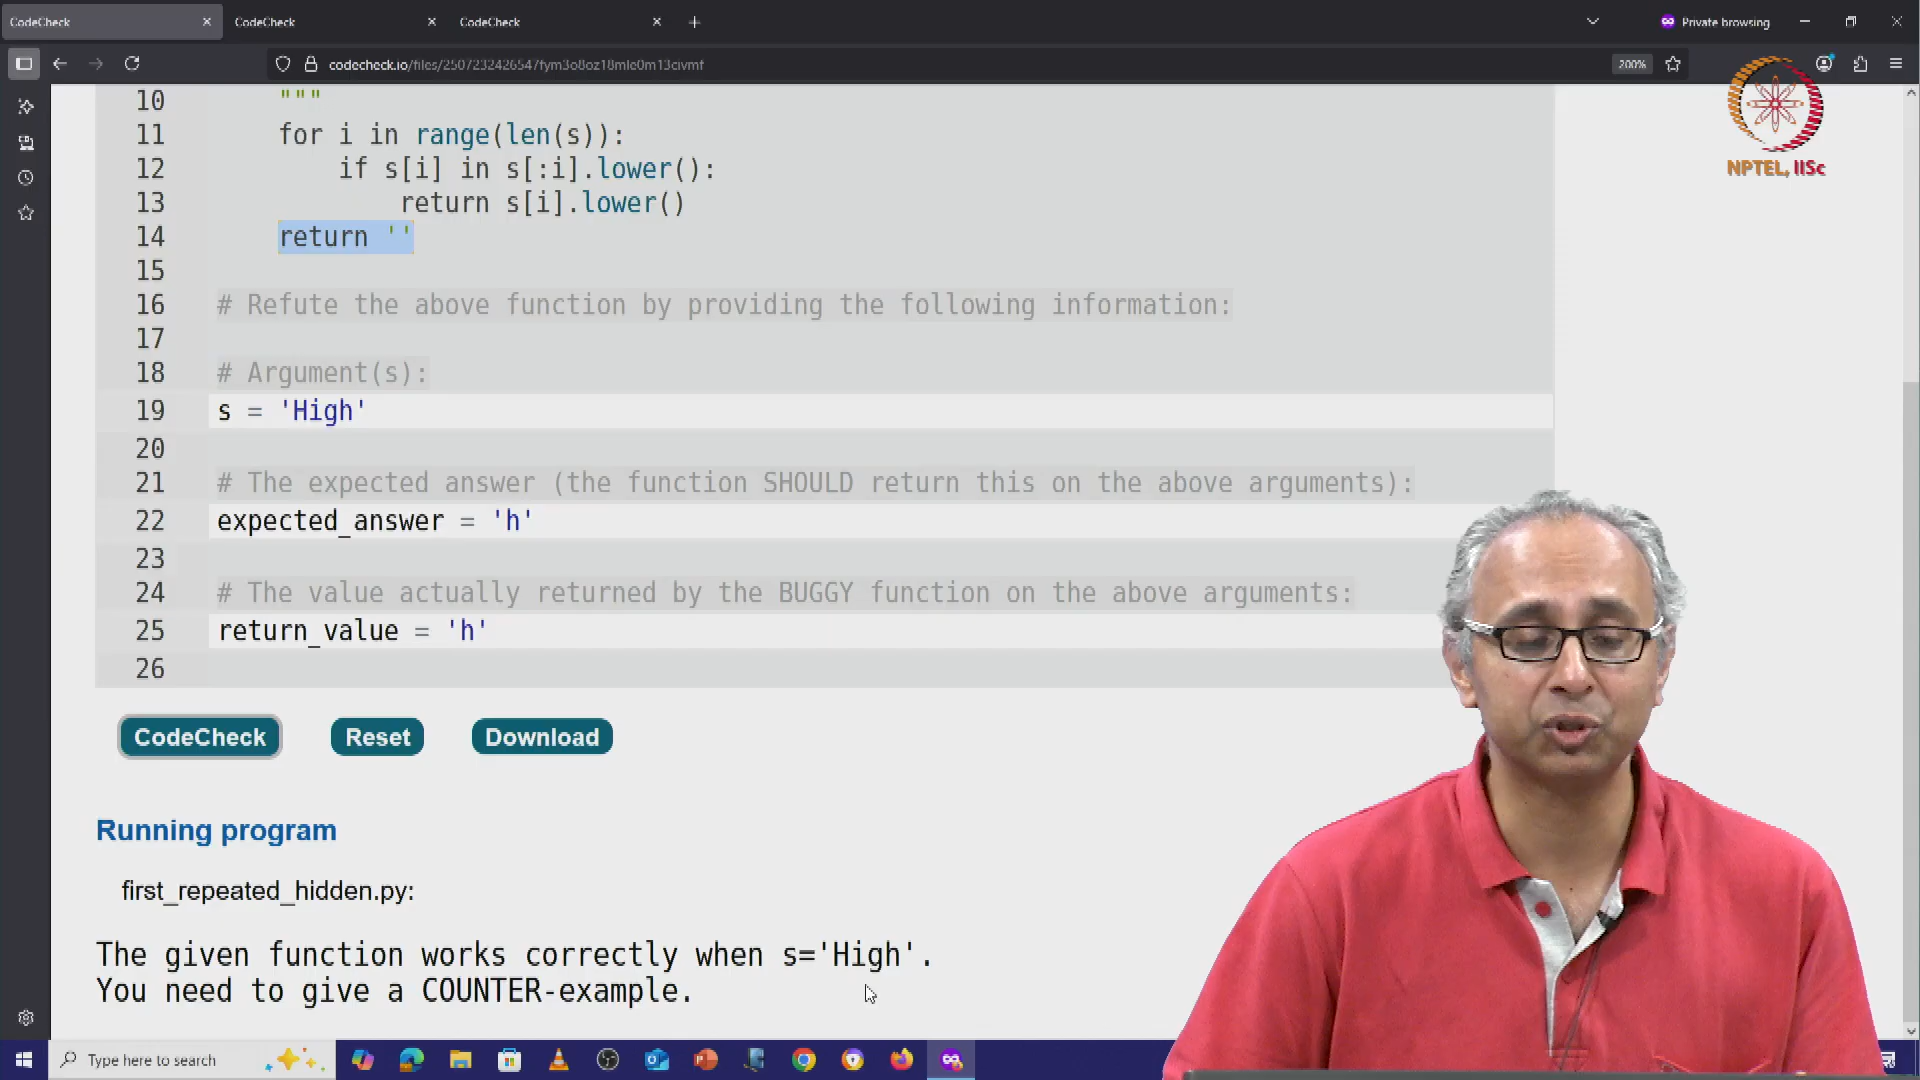 CodeCheck
CodeCheck
CodeCheck
Private browsing
codecheck.io/files/2507232426547fym3o8oz18mle0m13civmf
200%
NPTEL, IISc
10 """
11 for i in range(len(s)):
12 if s[i] in s[:i].lower():
13 return s[i].lower()
14 return ''
15
16 # Refute the above function by providing the following information:
17
18 # Argument(s):
19 s = 'High'
20
21 # The expected answer (the function SHOULD return this on the above arguments):
22 expected_answer = 'h'
23
24 # The value actually returned by the BUGGY function on the above arguments:
25 return_value = 'h'
26
CodeCheck Reset Download
Running program
first_repeated_hidden.py:
The given function works correctly when s='High'.
You need to give a COUNTER-example.
Type here to search